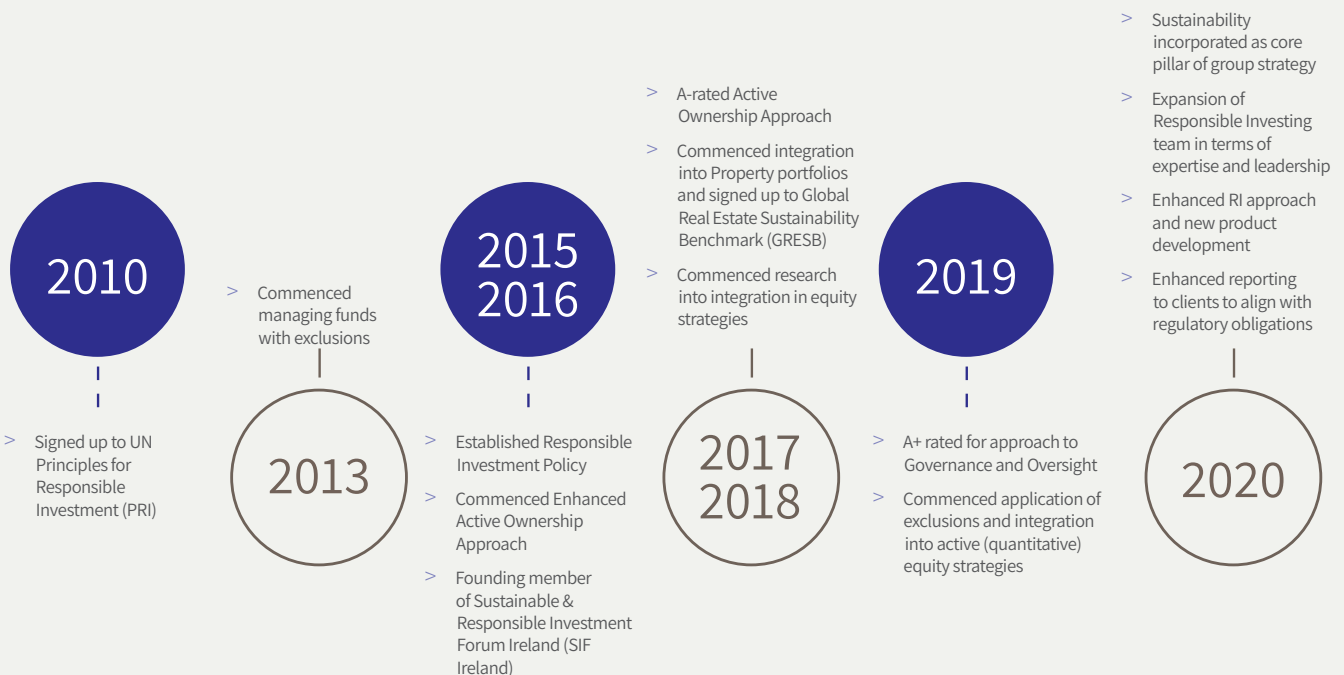 2010
> Signed up to UN
Principles for
Responsible
Investment (PRI)
> Commenced
managing funds
with exclusions
2013
2015
2016
> Established Responsible
Investment Policy
> Commenced Enhanced
Active Ownership
Approach
> Founding member
of Sustainable &
Responsible Investment
Forum Ireland (SIF
Ireland)
> A-rated Active
Ownership Approach
> Commenced integration
into Property portfolios
and signed up to Global
Real Estate Sustainability
Benchmark (GRESB)
> Commenced research
into integration in equity
strategies
2017
2018
2019
> A+ rated for approach to
Governance and Oversight
> Commenced application of
exclusions and integration
into active (quantitative)
equity strategies
> Sustainability
incorporated as core
pillar of group strategy
> Expansion of
Responsible Investing
team in terms of
expertise and leadership
> Enhanced RI approach
and new product
development
> Enhanced reporting
to clients to align with
regulatory obligations
2020